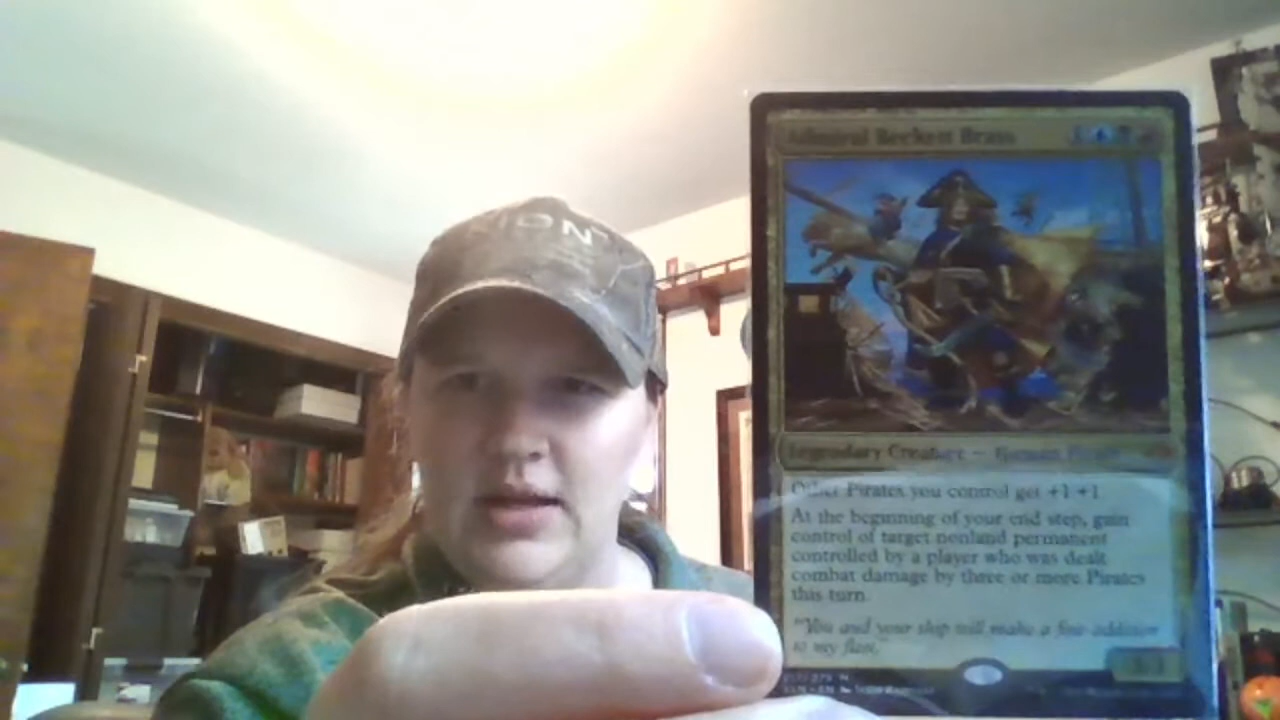 Admiral Beckett Brass
Legendary Creature — Human Pirate
Other Pirates you control get +1/+1.
At the beginning of your end step, gain
control of target nonland permanent
controlled by a player who was dealt
combat damage by three or more Pirates
this turn.
"You and your ship will make a fine addition
to my fleet."